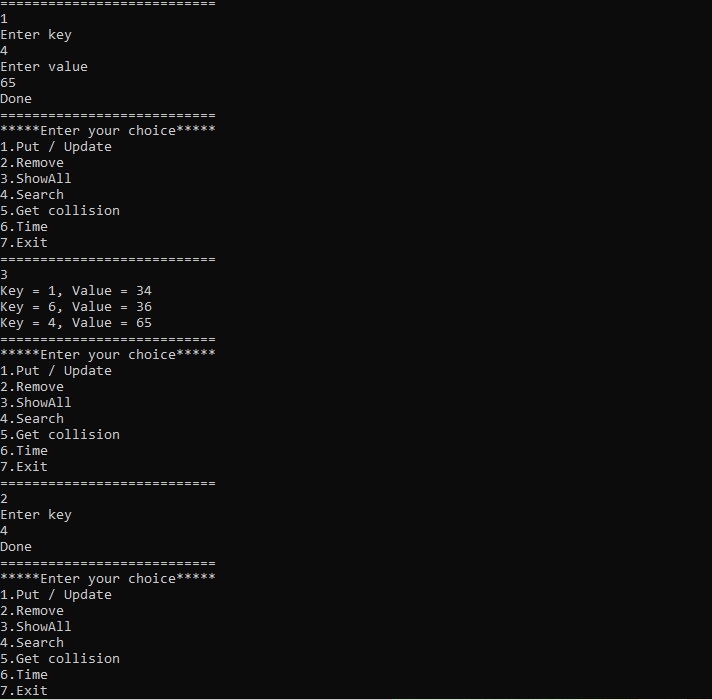 ===========================
1
Enter key
4
Enter value
65
Done
===========================
*****Enter your choice*****
1.Put / Update
2.Remove
3.ShowAll
4.Search
5.Get collision
6.Time
7.Exit
===========================
3
Key = 1, Value = 34
Key = 6, Value = 36
Key = 4, Value = 65
===========================
*****Enter your choice*****
1.Put / Update
2.Remove
3.ShowAll
4.Search
5.Get collision
6.Time
7.Exit
===========================
2
Enter key
4
Done
===========================
*****Enter your choice*****
1.Put / Update
2.Remove
3.ShowAll
4.Search
5.Get collision
6.Time
7.Exit